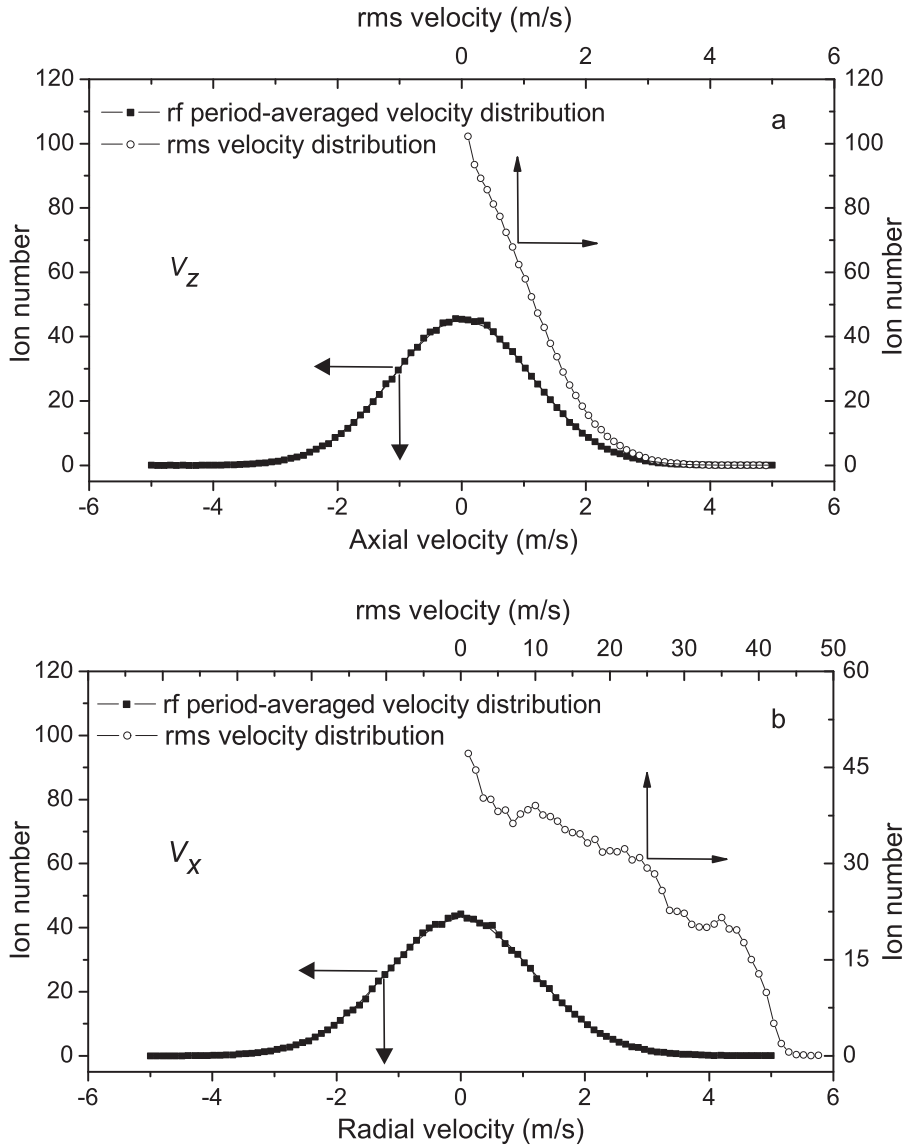 rms velocity (m/s)
0 2 4 6
120 120
rf period-averaged velocity distribution a
100 rms velocity distribution 100
80 80
Vz
60 60
40 40
20 20
0 0
Ion number
Ion number
-6 -4 -2 0 2 4 6
Axial velocity (m/s)
rms velocity (m/s)
0 10 20 30 40 50
120 60
rf period-averaged velocity distribution b
100 rms velocity distribution
80 45
Vx
60 30
40
20 15
0 0
Ion number
Ion number
-6 -4 -2 0 2 4 6
Radial velocity (m/s)